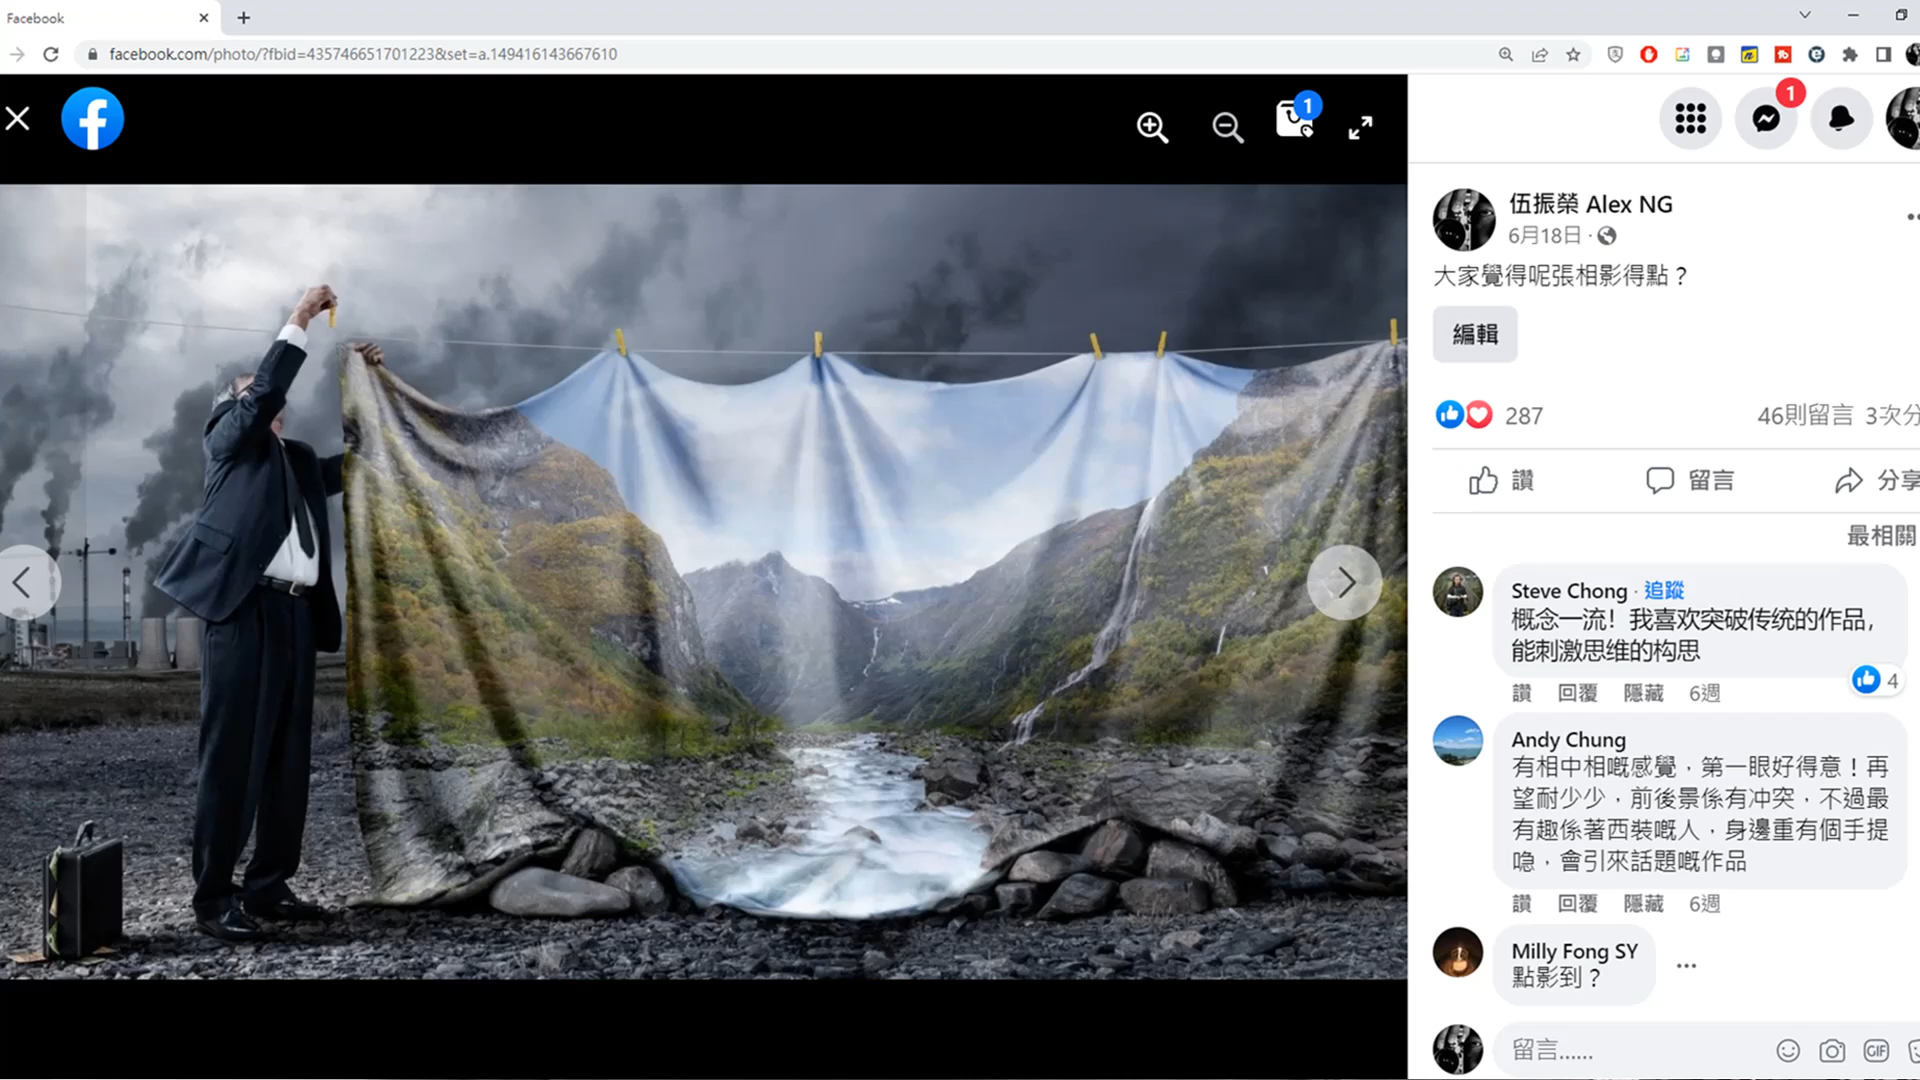 Facebook
facebook.com/photo/?fbid=435746651701223&set=a.149416143667610
1
1
伍振榮 Alex NG
6月18日 ·
大家覺得呢張相影得點？
編輯
287
46則留言 3次分
讚 留言 分享
最相關
Steve Chong · 追蹤
概念一流！我喜欢突破传统的作品，
能刺激思维的构思
4
讚 回覆 隱藏 6週
Andy Chung
有相中相嘅感覺，第一眼好得意！再
望耐少少，前後景係有冲突，不過最
有趣係著西裝嘅人，身邊重有個手提
喼，會引來話題嘅作品
讚 回覆 隱藏 6週
Milly Fong SY
點影到？
留言......
GIF